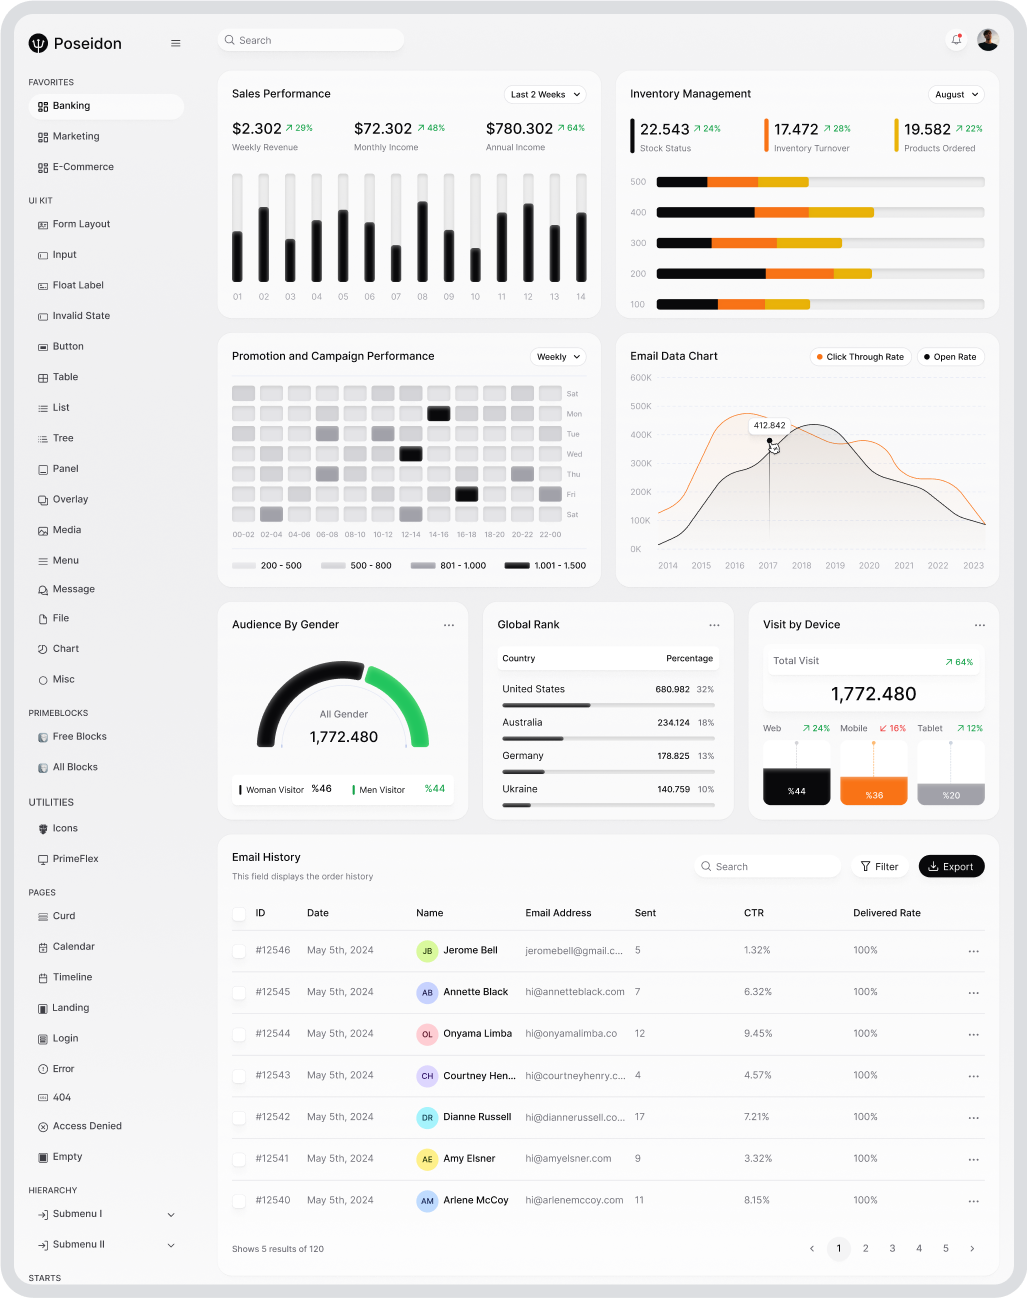 Poseidon
Search
FAVORITES
Banking
Marketing
E-Commerce
UI KIT
Form Layout
Input
Float Label
Invalid State
Button
Table
List
Tree
Panel
Overlay
Media
Menu
Message
File
Chart
Misc
PRIMEBLOCKS
Free Blocks
All Blocks
UTILITIES
Icons
PrimeFlex
PAGES
Curd
Calendar
Timeline
Landing
Login
Error
404
Access Denied
Empty
HIERARCHY
Submenu I
Submenu II
STARTS
Sales Performance
Last 2 Weeks
$2.302 29%
Weekly Revenue
$72.302 48%
Monthly Income
$780.302 64%
Annual Income
01 02 03 04 05 06 07 08 09 10 11 12 13 14
Inventory Management
August
22.543 24%
Stock Status
17.472 28%
Inventory Turnover
19.582 22%
Products Ordered
500
400
300
200
100
Promotion and Campaign Performance
Weekly
Sat
Mon
Tue
Wed
Thu
Fri
Sat
00-02 02-04 04-06 06-08 08-10 10-12 12-14 14-16 16-18 18-20 20-22 22-00
200 - 500 500 - 800 801 - 1.000 1.001 - 1.500
Email Data Chart
Click Through Rate
Open Rate
600K
500K
400K
300K
200K
100K
0K
412.842
2014 2015 2016 2017 2018 2019 2020 2021 2022 2023
Audience By Gender
All Gender
1,772.480
Woman Visitor %46
Men Visitor %44
Global Rank
Country Percentage
United States 680.982 32%
Australia 234.124 18%
Germany 178.825 13%
Ukraine 140.759 10%
Visit by Device
Total Visit 64%
1,772.480
Web 24% Mobile 16% Tablet 12%
%44 %36 %20
Email History
This field displays the order history
Search
Filter
Export
ID Date Name Email Address Sent CTR Delivered Rate
#12546 May 5th, 2024 JB Jerome Bell jeromebell@gmail.c... 5 1.32% 100%
#12545 May 5th, 2024 AB Annette Black hi@annetteblack.com 7 6.32% 100%
#12544 May 5th, 2024 OL Onyama Limba hi@onyamalimba.co 12 9.45% 100%
#12543 May 5th, 2024 CH Courtney Hen... hi@courtneyhenry.c... 4 4.57% 100%
#12542 May 5th, 2024 DR Dianne Russell hi@diannerussell.co... 17 7.21% 100%
#12541 May 5th, 2024 AE Amy Elsner hi@amyelsner.com 9 3.32% 100%
#12540 May 5th, 2024 AM Arlene McCoy hi@arlenemccoy.com 11 8.15% 100%
Shows 5 results of 120
1 2 3 4 5